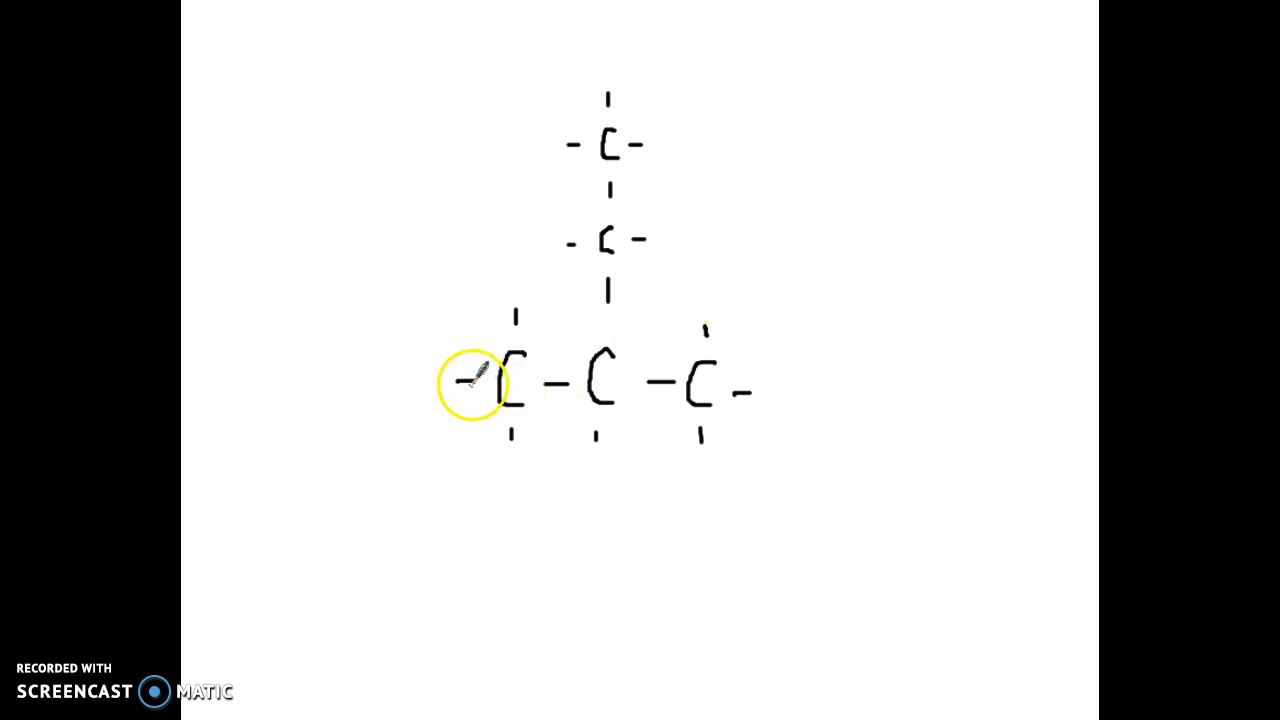 C
C
C - C - C
RECORDED WITH
SCREENCAST MATIC